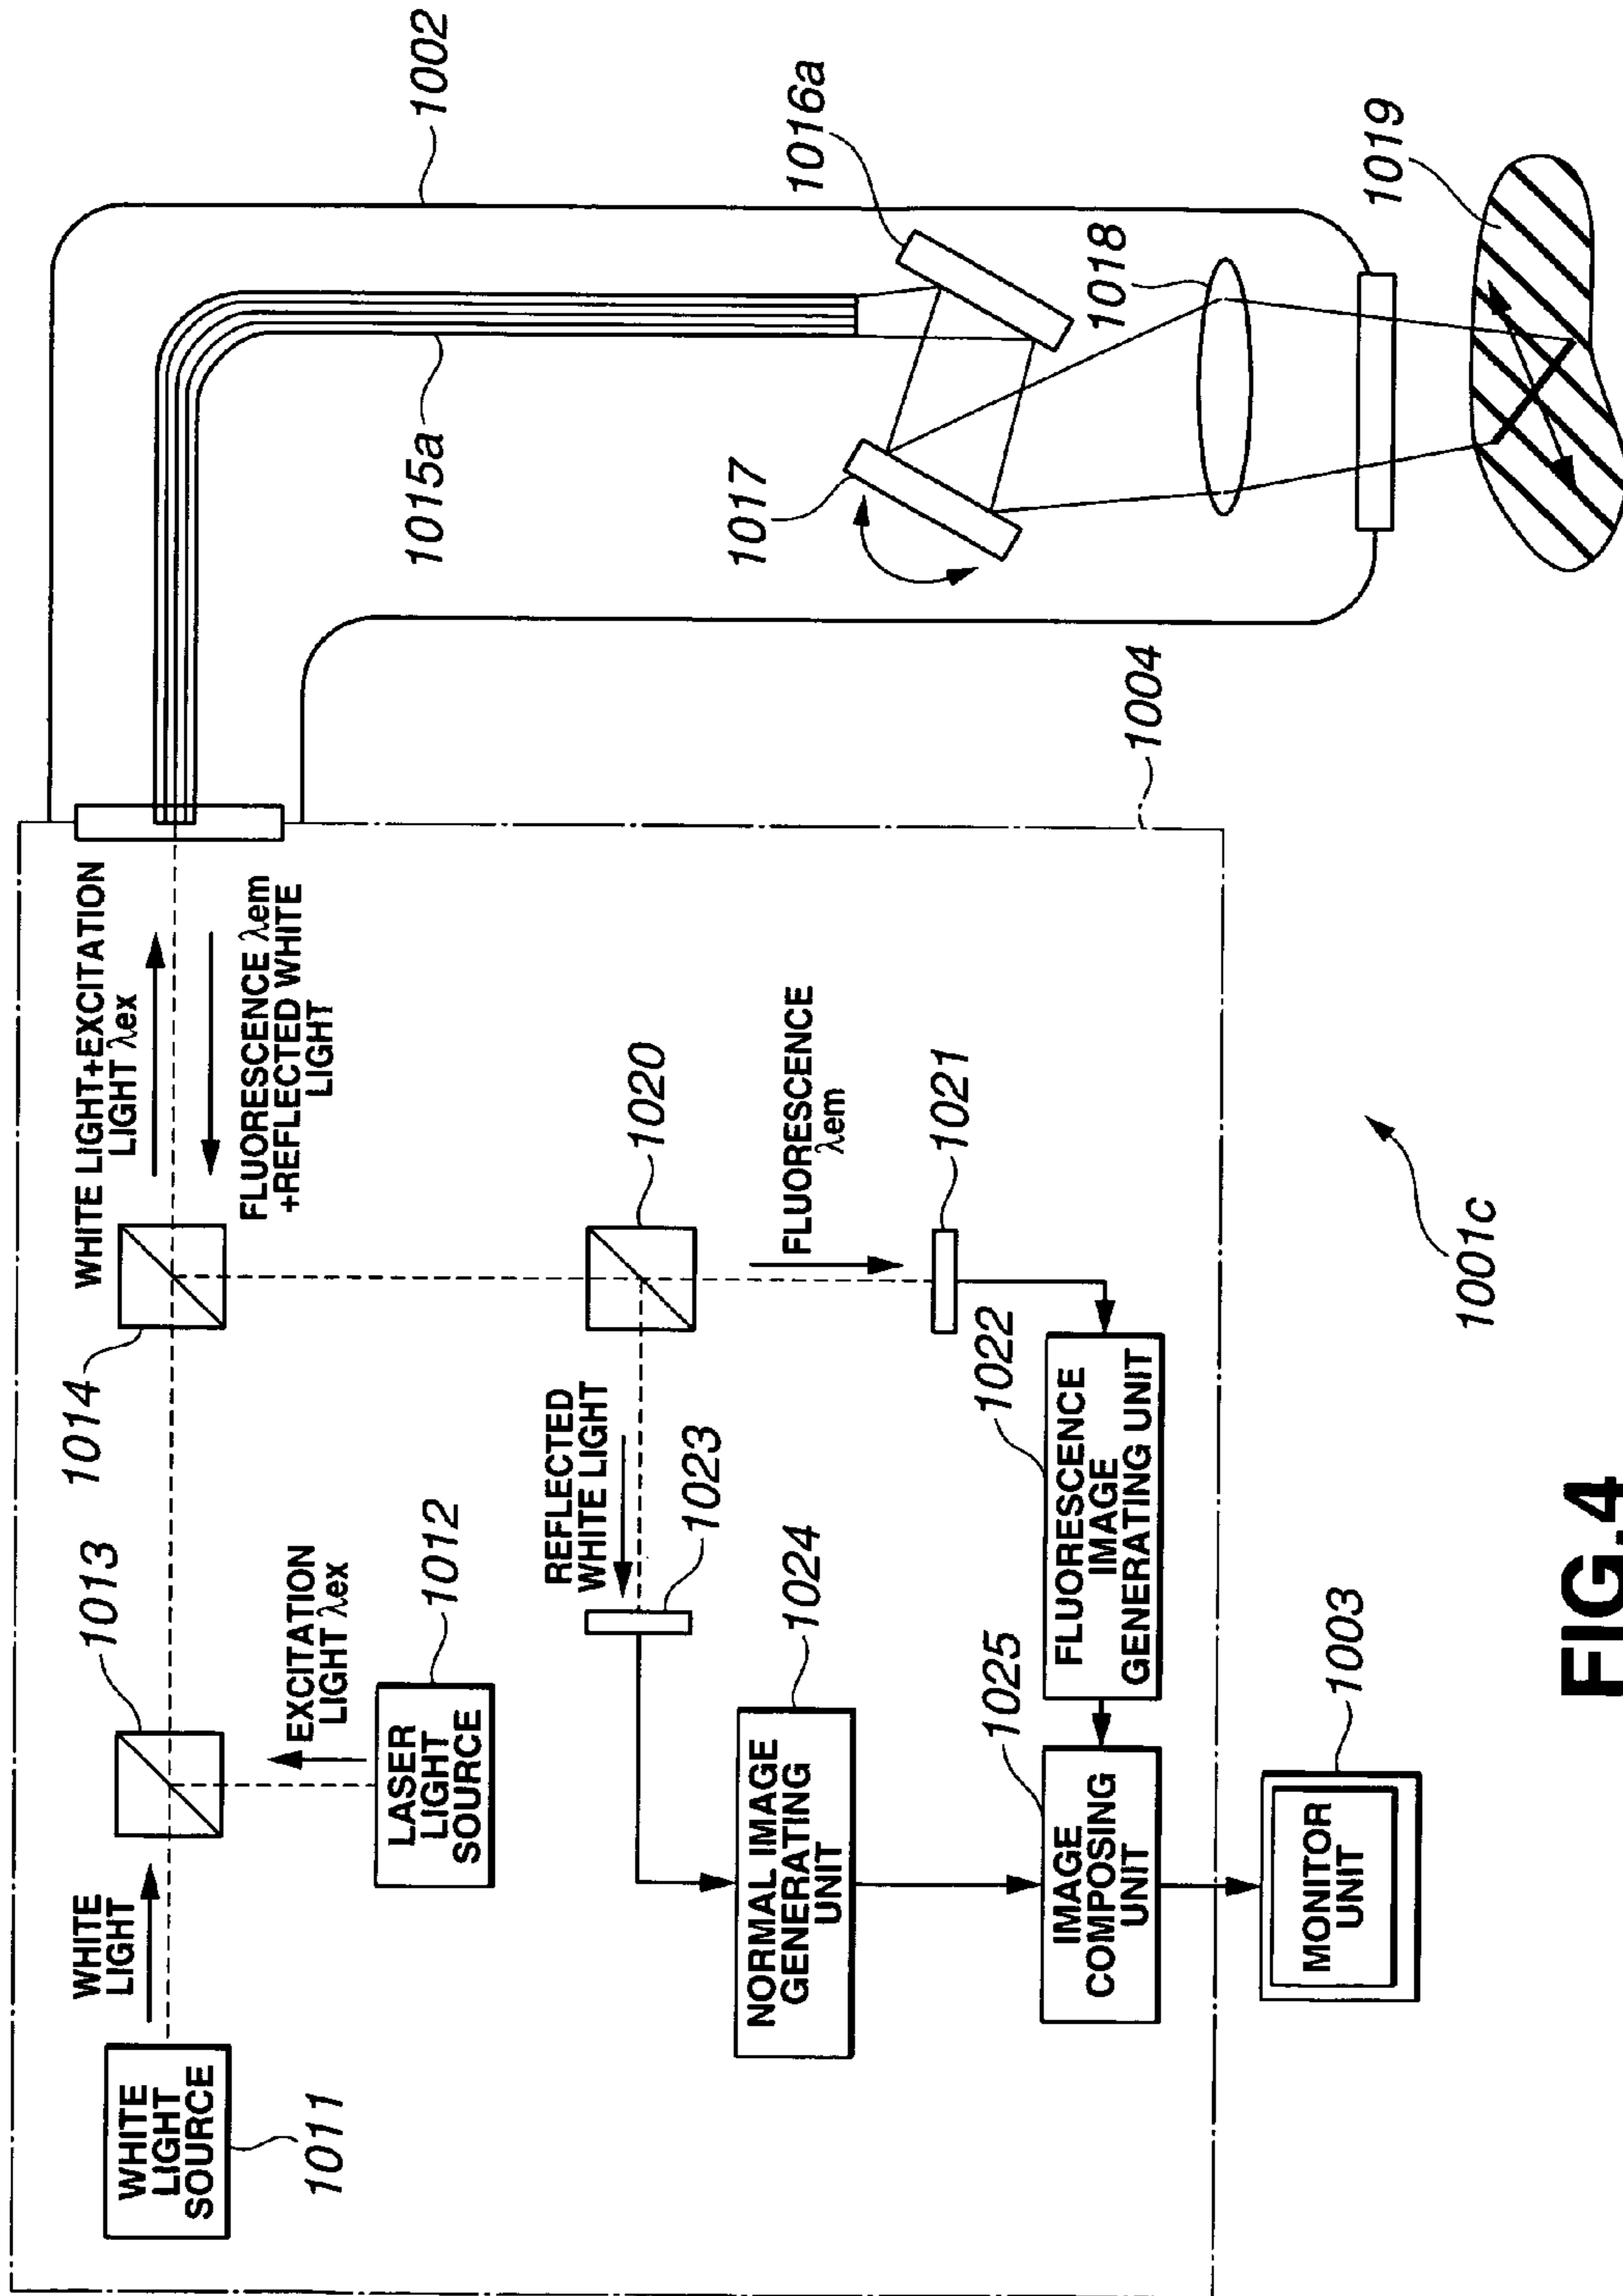 WHITE
LIGHT
SOURCE
1011
WHITE
LIGHT
1013
EXCITATION
LIGHT λex
LASER
LIGHT
SOURCE
1012
1014
WHITE LIGHT+EXCITATION
LIGHT λex
FLUORESCENCE λem
+REFLECTED WHITE
LIGHT
1020
REFLECTED
WHITE LIGHT
1023
FLUORESCENCE
λem
1021
NORMAL IMAGE
GENERATING
UNIT
1024
1022
FLUORESCENCE
IMAGE
GENERATING UNIT
IMAGE
COMPOSING
UNIT
1025
MONITOR
UNIT
1003
1004
1002
1015a
1016a
1017
1018
1019
1001c
FIG.4